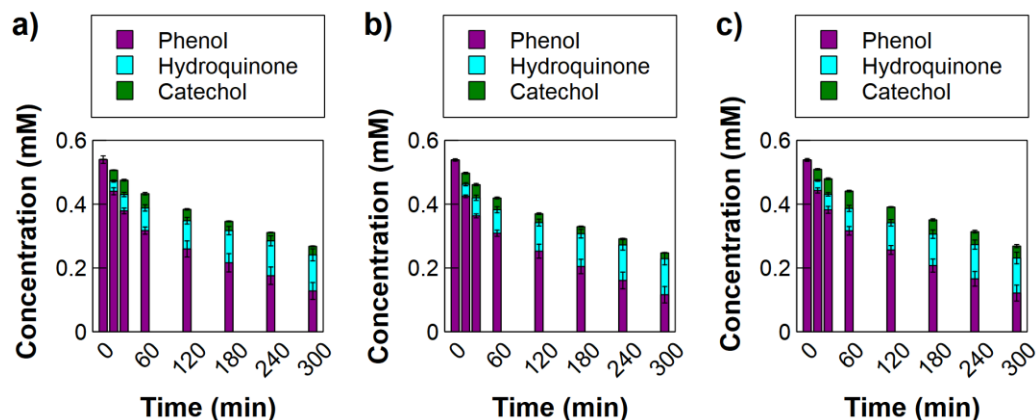 a)
Phenol
Hydroquinone
Catechol
Concentration (mM)
0.6
0.4
0.2
0
0 60 120 180 240 300
Time (min)
b)
Phenol
Hydroquinone
Catechol
Concentration (mM)
0.6
0.4
0.2
0
0 60 120 180 240 300
Time (min)
c)
Phenol
Hydroquinone
Catechol
Concentration (mM)
0.6
0.4
0.2
0
0 60 120 180 240 300
Time (min)